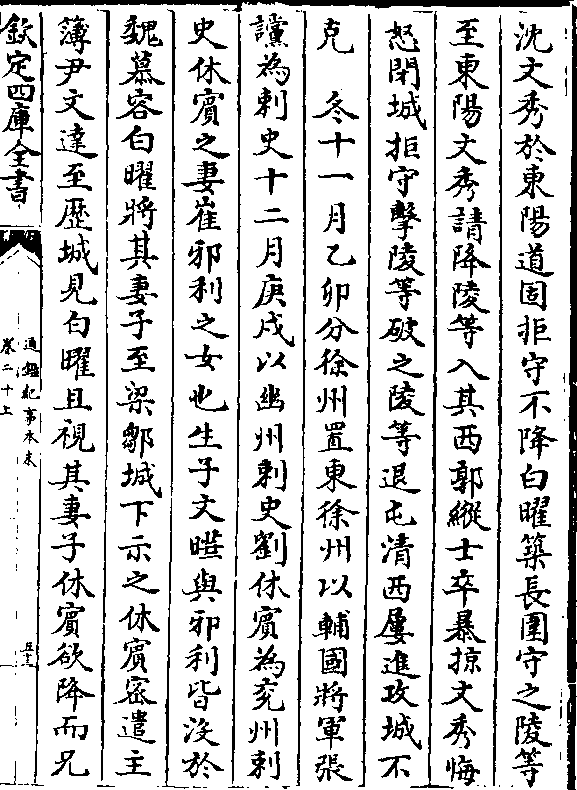 沈文秀於東陽道固拒守不降白曜築長圍守之陵等
至東陽文秀請降陵等入其西郭縱士卒暴掠文秀悔
怒閉城拒守擊陵等破之陵等退屯清西屢進攻城不
克　冬十一月乙卯分徐州置東徐州以輔國將軍張
讜為刺史十二月庚戌以幽州刺史劉休賓為兖州刺
史休賓之妻崔邪利之女也生子文曄與邪利皆沒於
魏慕容白曜將其妻子至梁鄒城下示之休賓密遣主
簿尹文達至歴城見白曜且視其妻子休賓欲降而兄
欽定四庫全書
通鑑紀事本末
卷二十上